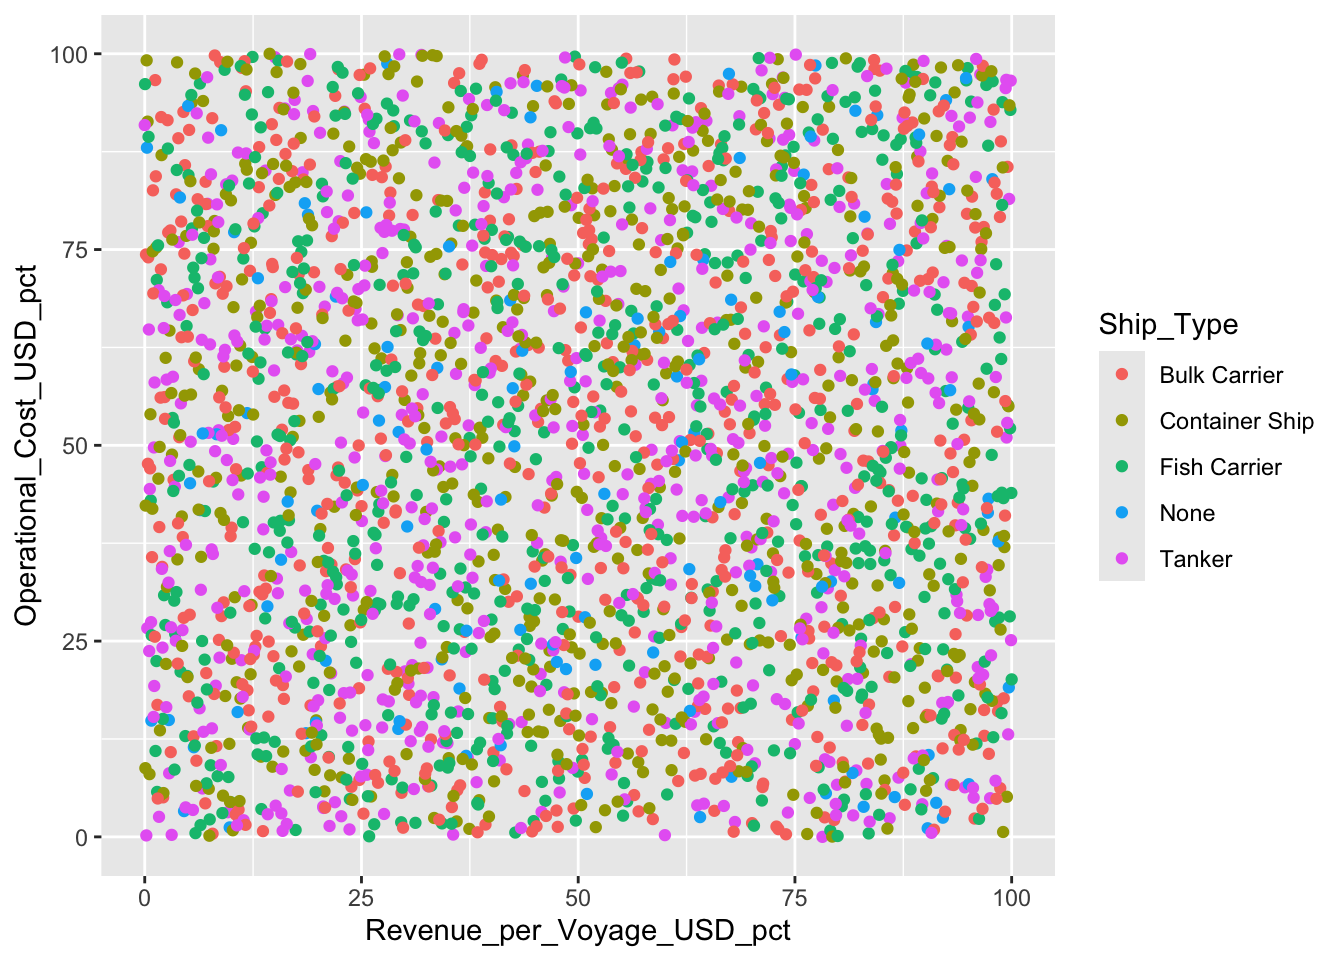 100
75
50
25
0
0 25 50 75 100
Operational_Cost_USD_pct
Revenue_per_Voyage_USD_pct
Ship_Type
Bulk Carrier
Container Ship
Fish Carrier
None
Tanker